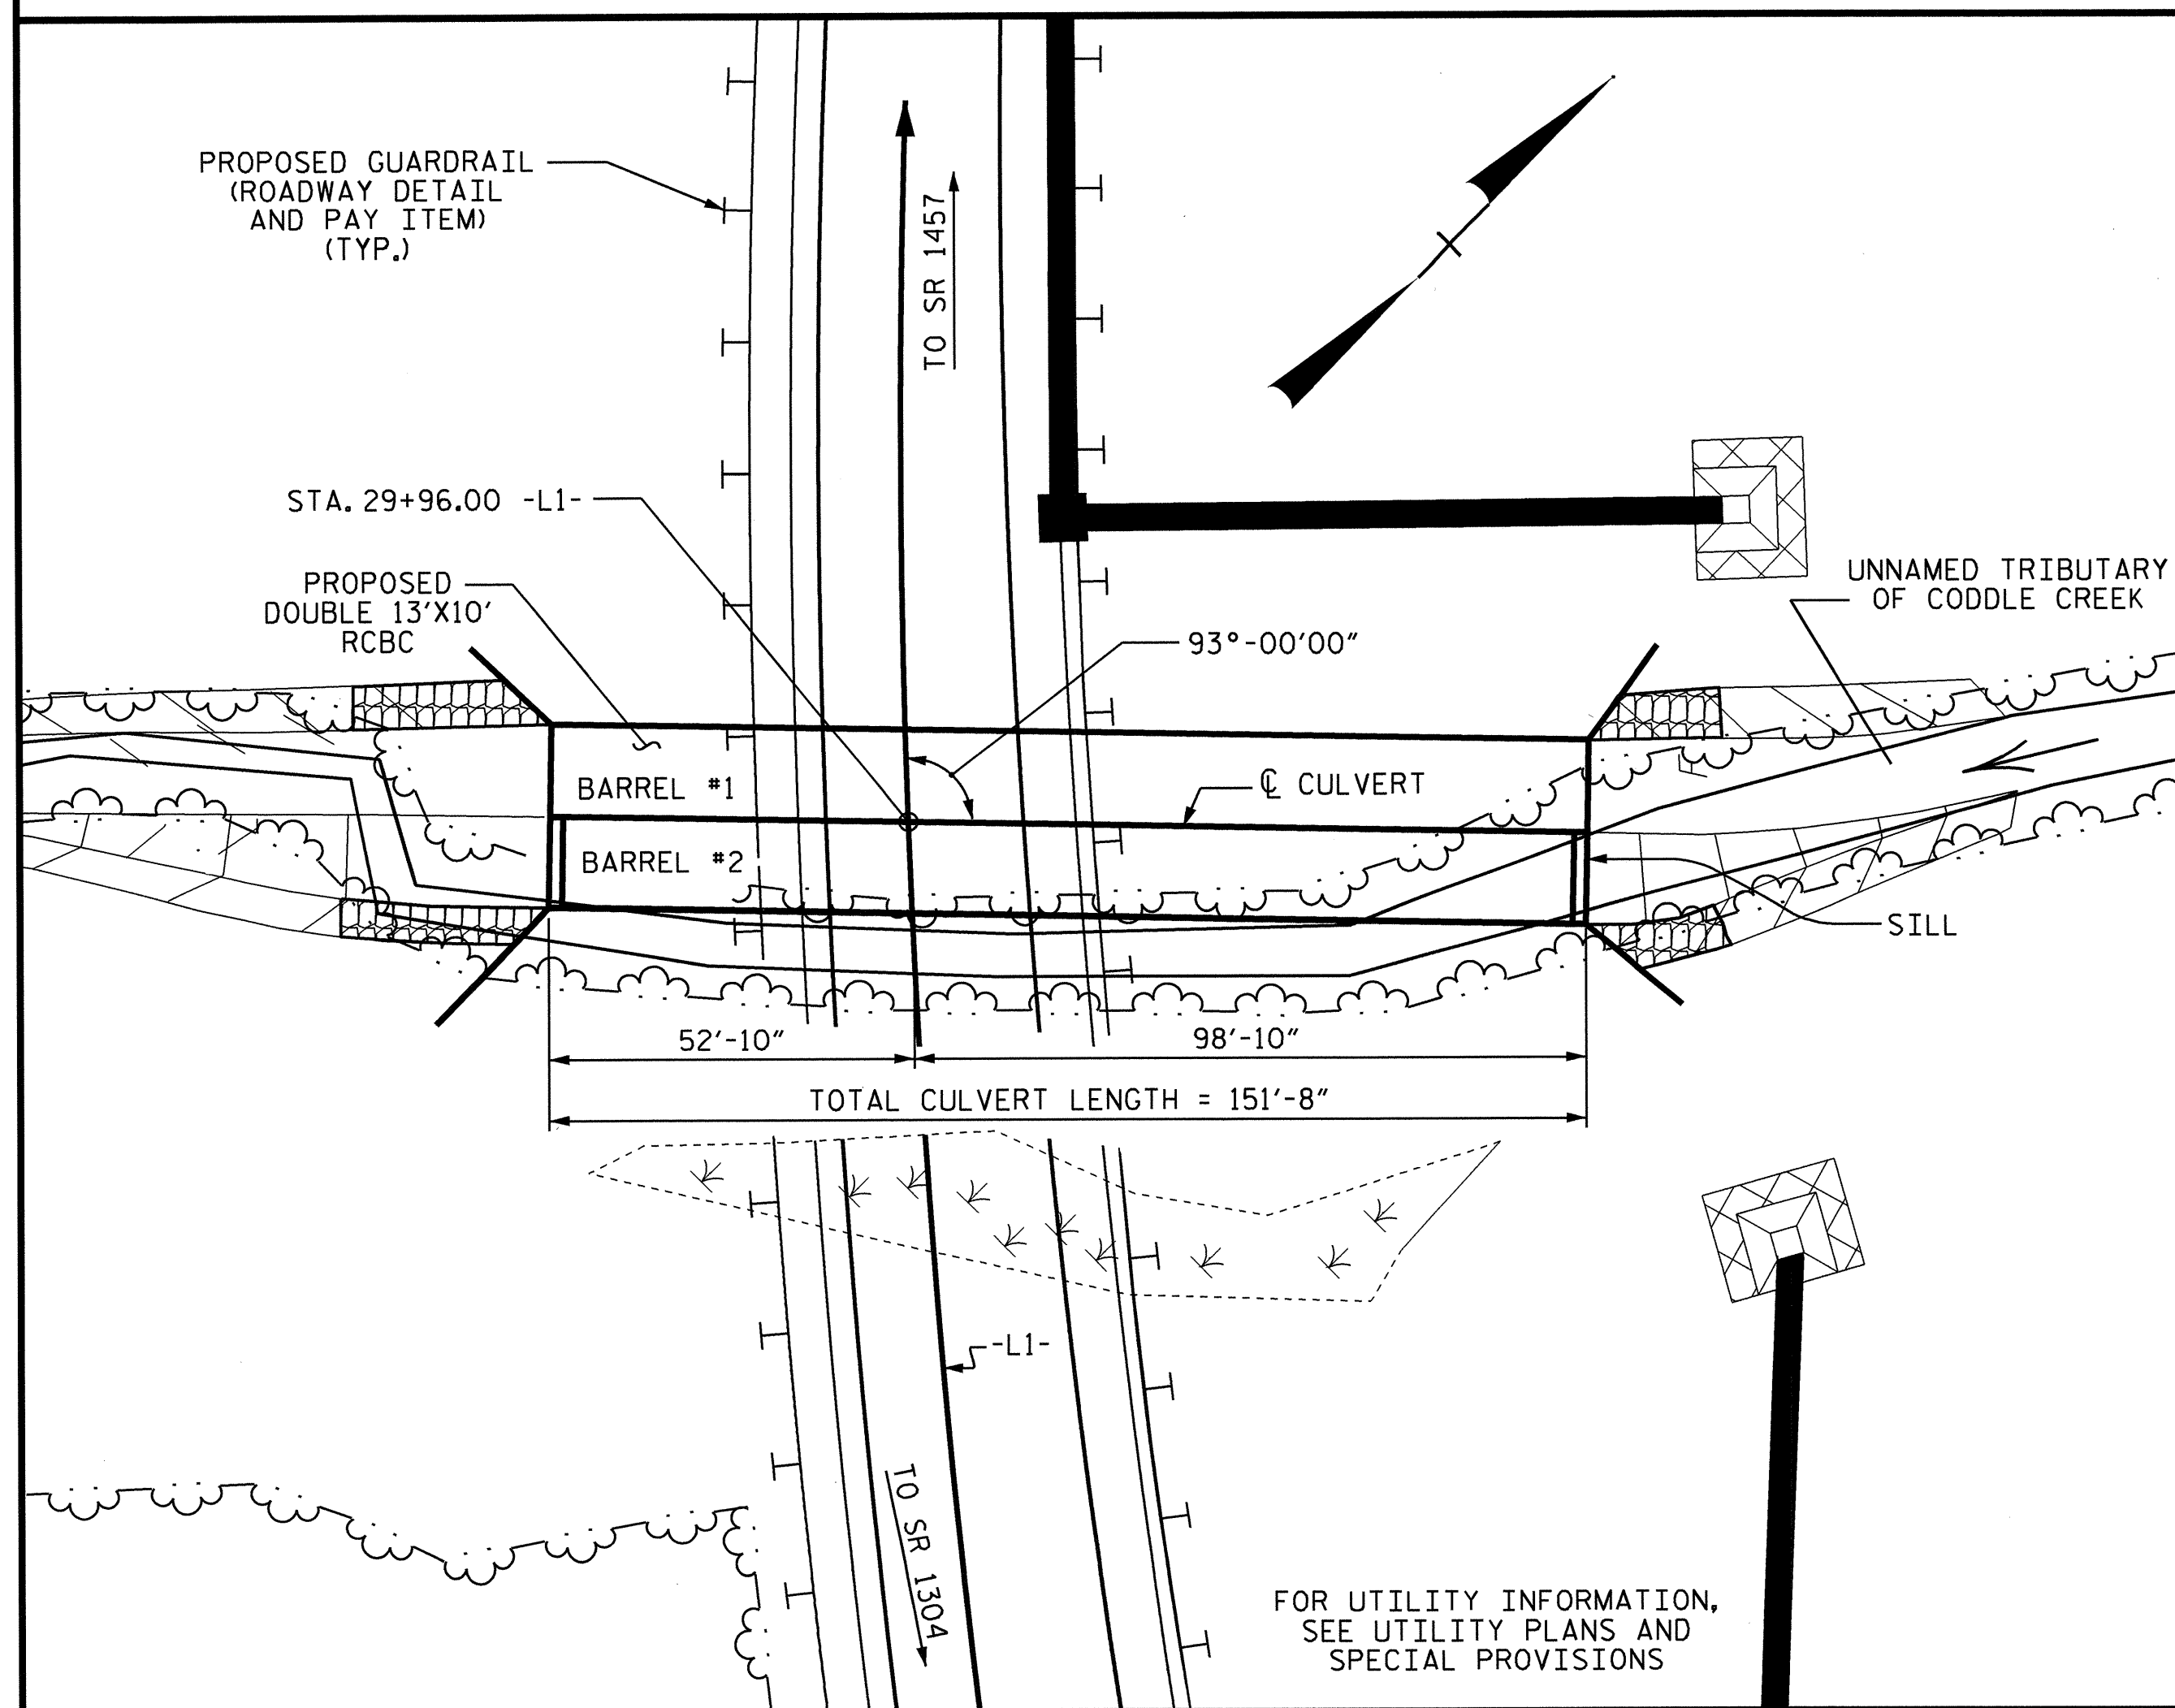 PROPOSED GUARDRAIL
(ROADWAY DETAIL
AND PAY ITEM)
(TYP.)
TO SR 1457
STA. 29+96.00 -L1-
PROPOSED
DOUBLE 13'X10'
RCBC
93°-00'00"
UNNAMED TRIBUTARY
OF CODDLE CREEK
BARREL #1
℄ CULVERT
BARREL #2
SILL
52'-10"
98'-10"
TOTAL CULVERT LENGTH = 151'-8"
-L1-
TO SR 1304
FOR UTILITY INFORMATION,
SEE UTILITY PLANS AND
SPECIAL PROVISIONS